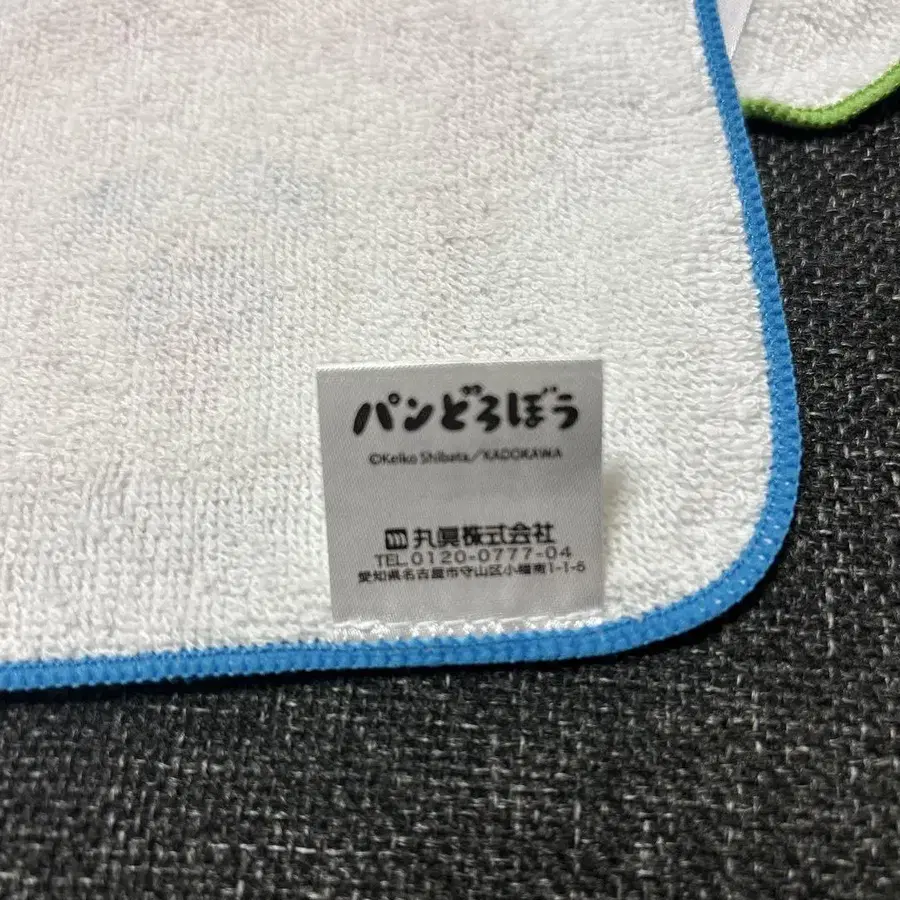 パンどろぼう
©Keiko Shibata／KADOKAWA
丸眞株式会社
TEL.0120-0777-04
愛知県名古屋市守山区小幡南1-1-5